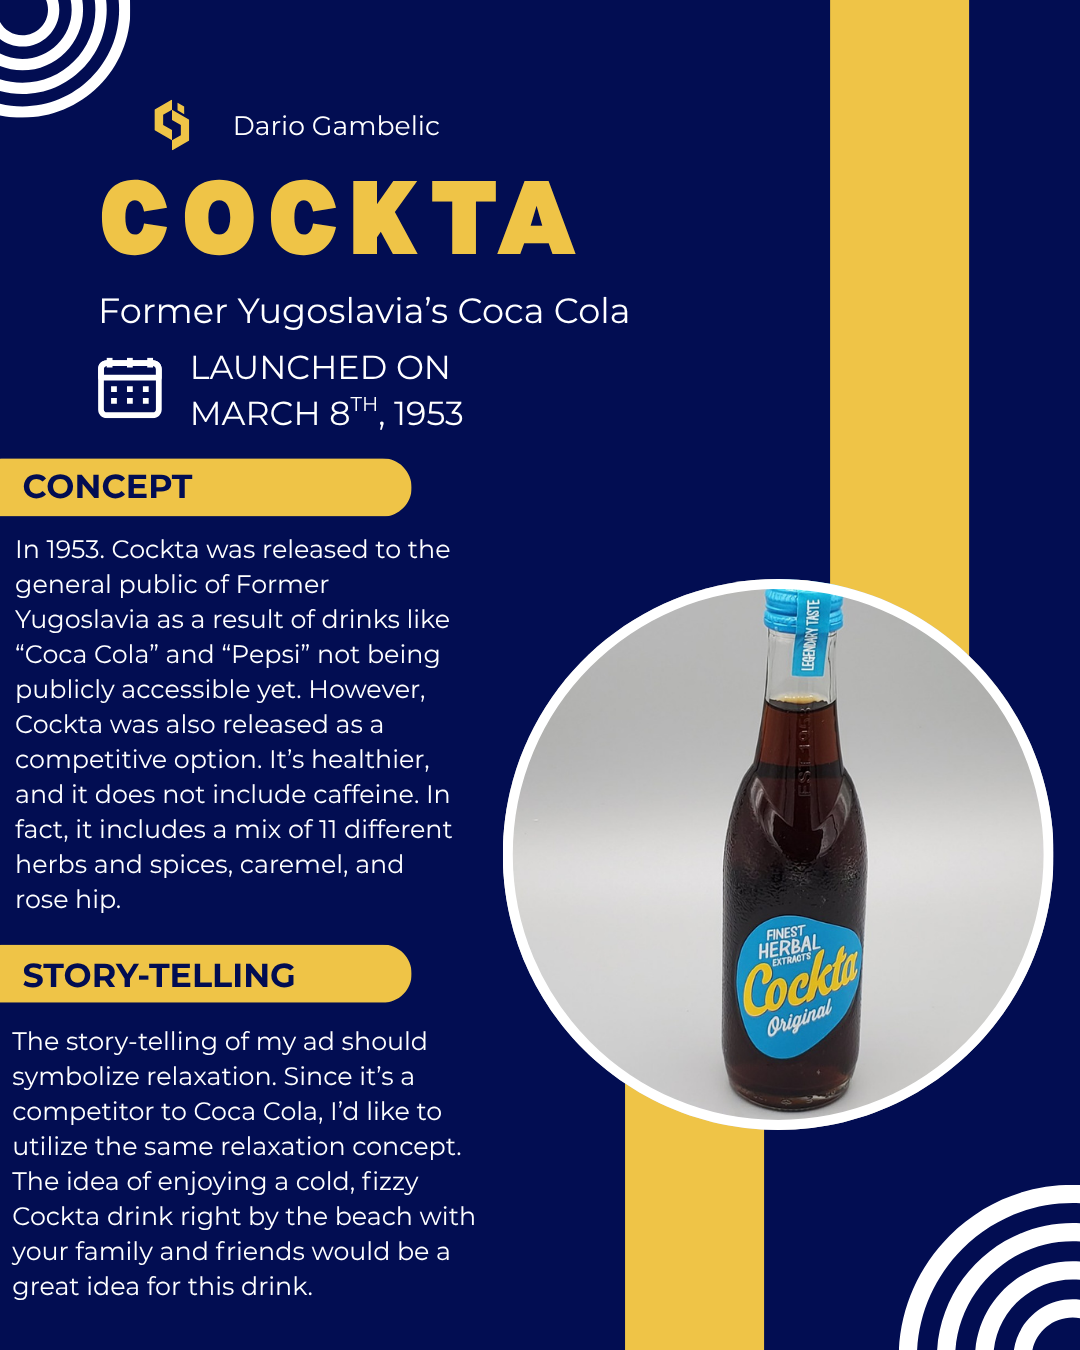 Dario Gambelic
COCKTA
Former Yugoslavia’s Coca Cola
LAUNCHED ON
MARCH 8TH, 1953
CONCEPT
In 1953. Cockta was released to the
general public of Former
Yugoslavia as a result of drinks like
“Coca Cola” and “Pepsi” not being
publicly accessible yet. However,
Cockta was also released as a
competitive option. It’s healthier,
and it does not include caffeine. In
fact, it includes a mix of 11 different
herbs and spices, caremel, and
rose hip.
STORY-TELLING
The story-telling of my ad should
symbolize relaxation. Since it’s a
competitor to Coca Cola, I’d like to
utilize the same relaxation concept.
The idea of enjoying a cold, fizzy
Cockta drink right by the beach with
your family and friends would be a
great idea for this drink.
LEGENDARY TASTE
EST 1953
FINEST
HERBAL
EXTRACTS
Cockta
Original